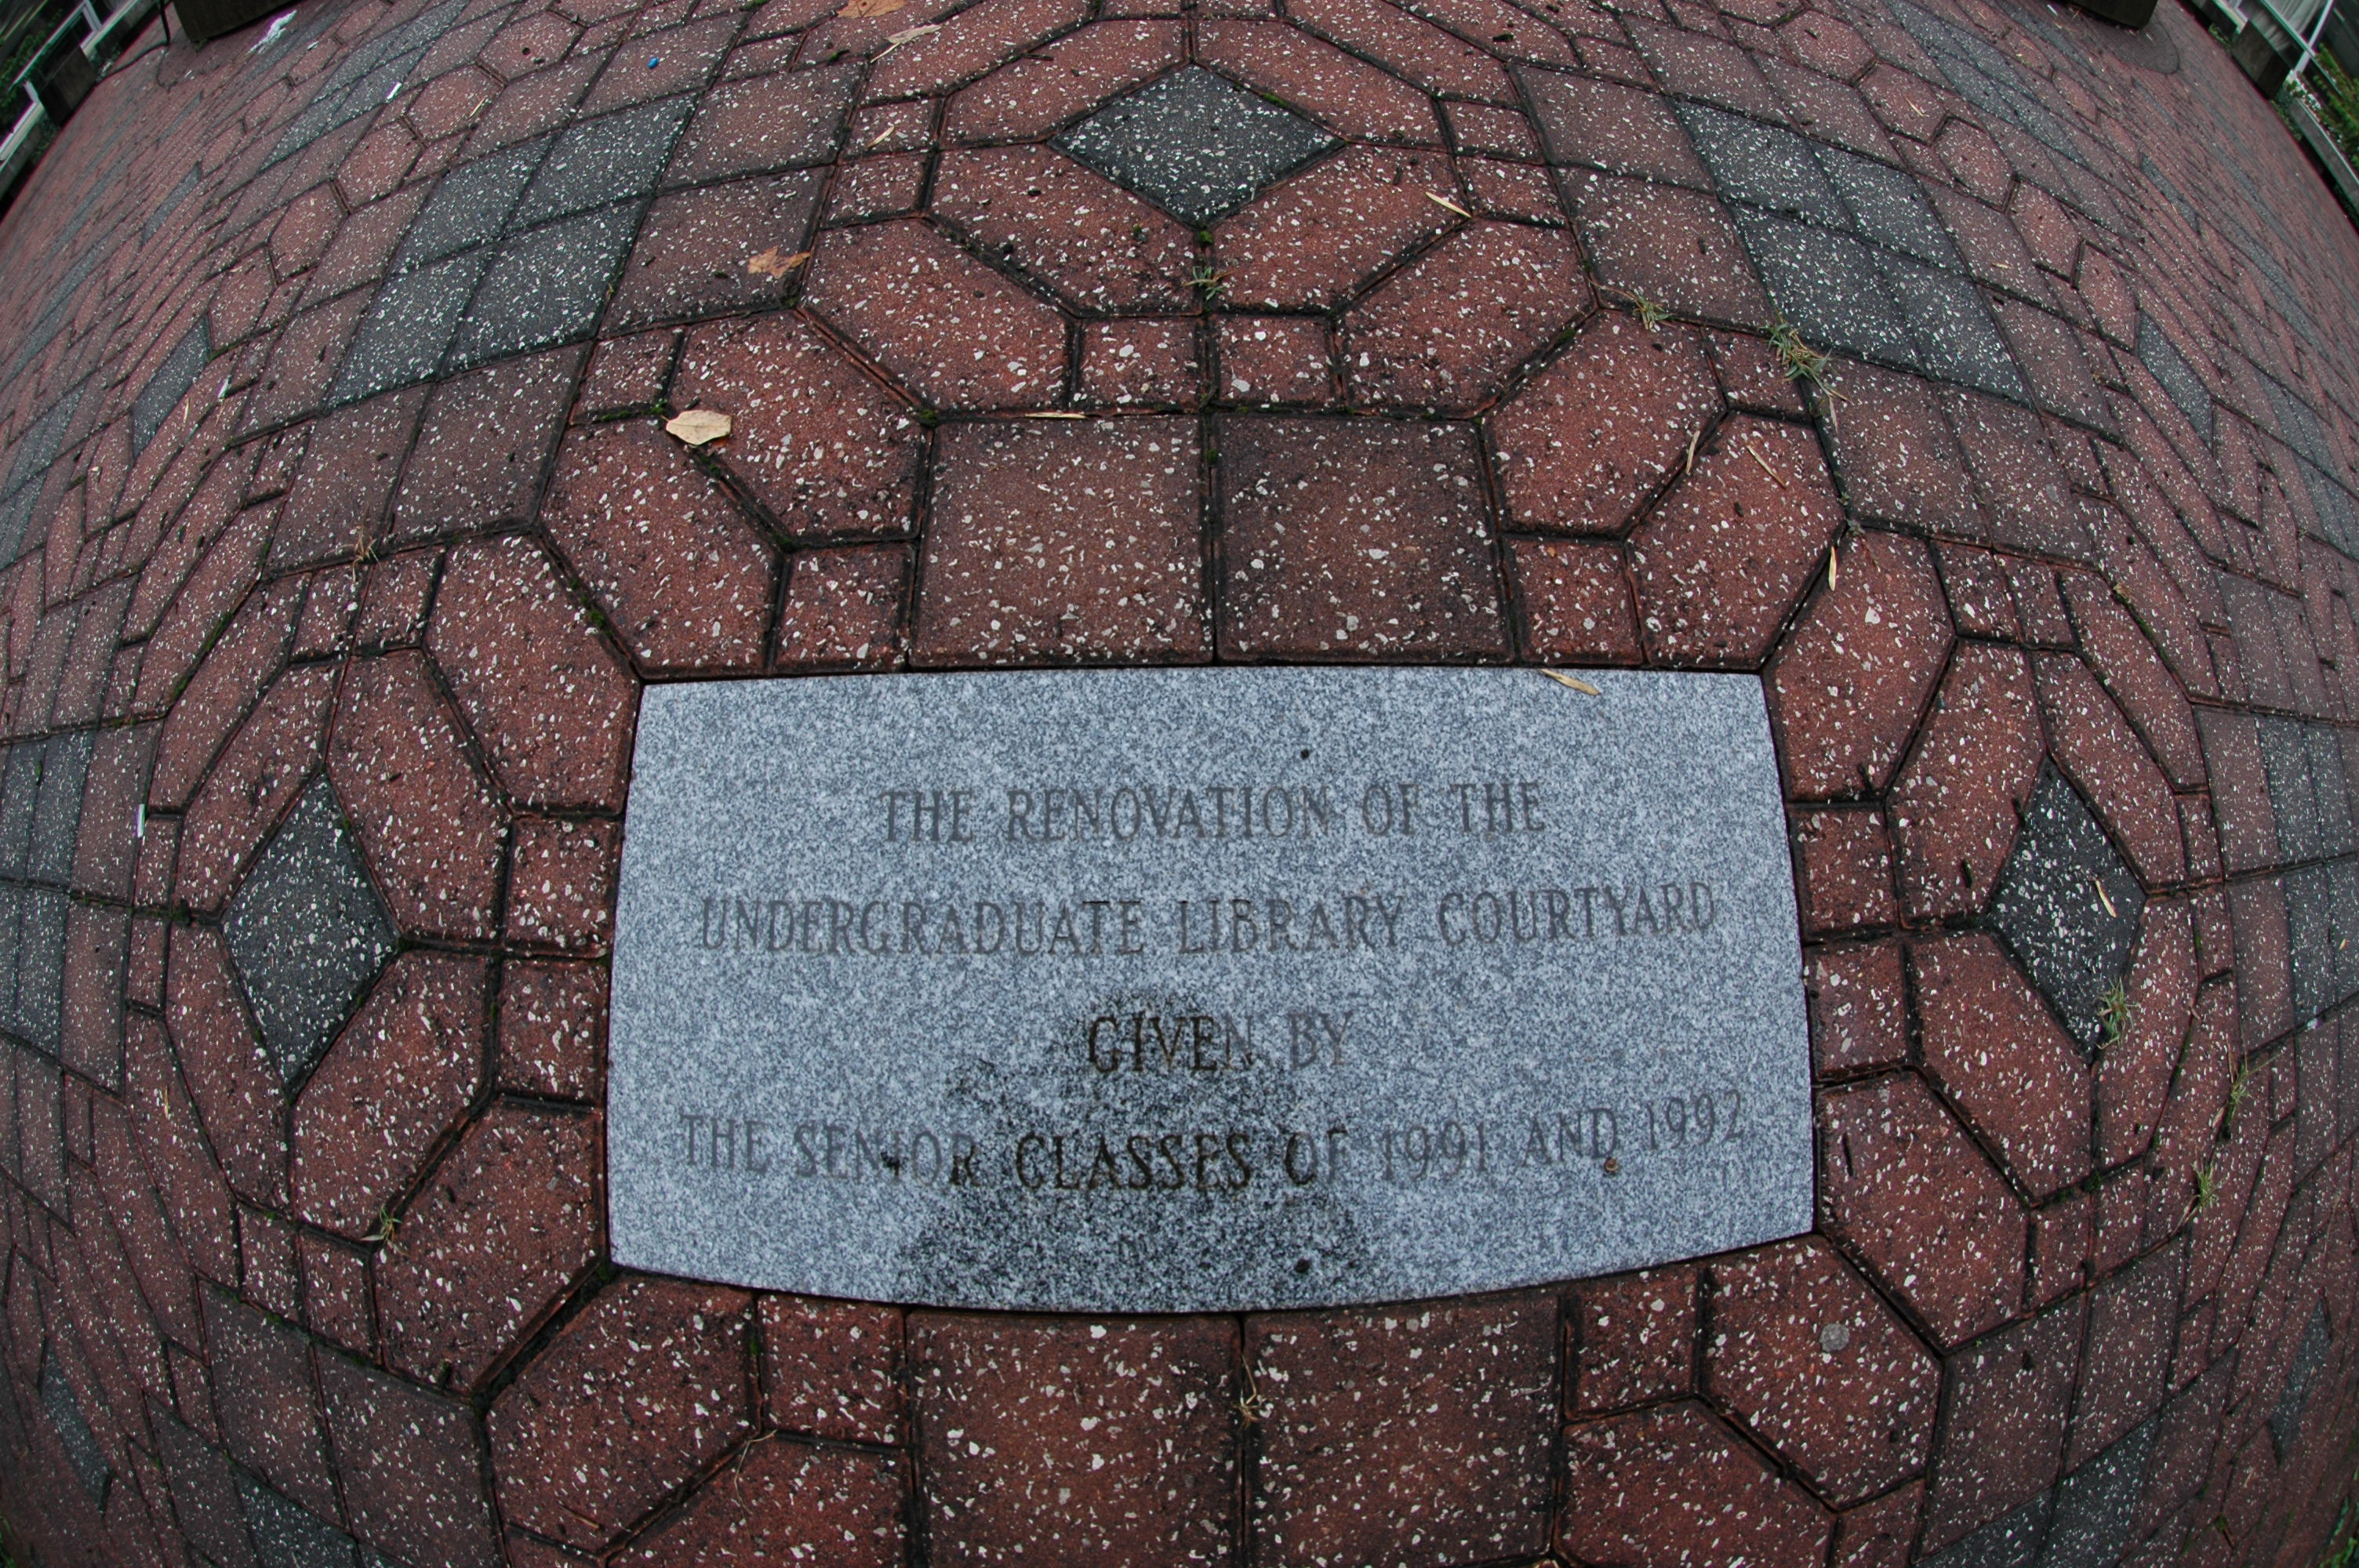 THE RENOVATION OF THE
UNDERGRADUATE LIBRARY COURTYARD
GIVEN BY
THE SENIOR CLASSES OF 1991 AND 1992